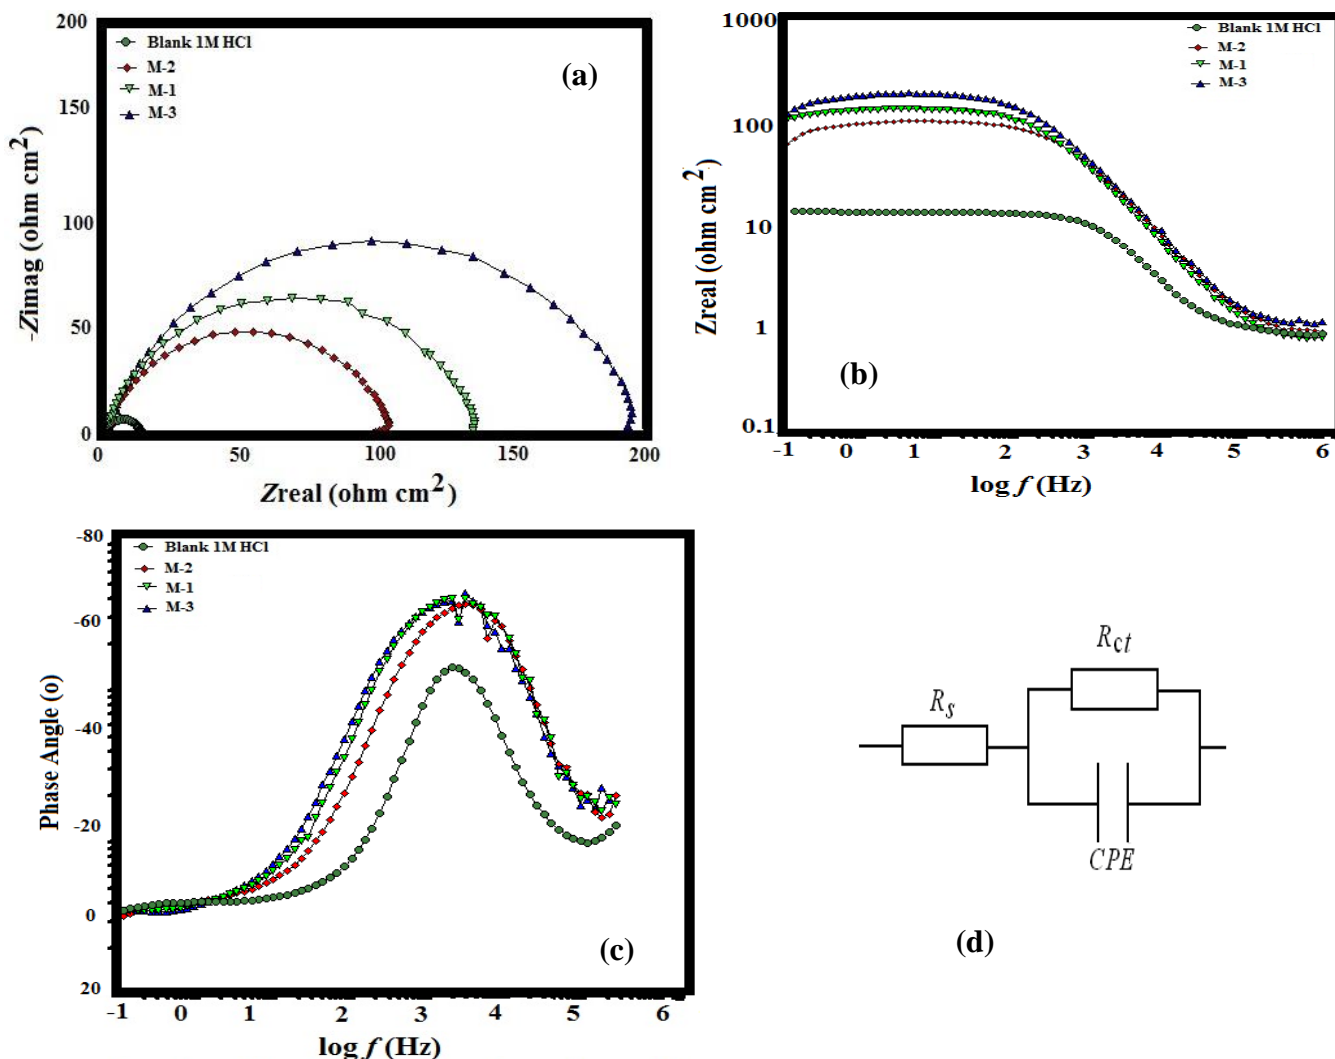 200
150
100
50
0
-Zimag (ohm cm2)
Blank 1M HCl
M-2
M-1
M-3
(a)
0 50 100 150 200
Zreal (ohm cm2)
1000
100
10
1
0.1
Zreal (ohm cm2)
Blank 1M HCl
M-2
M-1
M-3
(b)
-1 0 1 2 3 4 5 6
log f (Hz)
-80
-60
-40
-20
0
20
Phase Angle (o)
Blank 1M HCl
M-2
M-1
M-3
(c)
-1 0 1 2 3 4 5 6
log f (Hz)
Rct
Rs
CPE
(d)